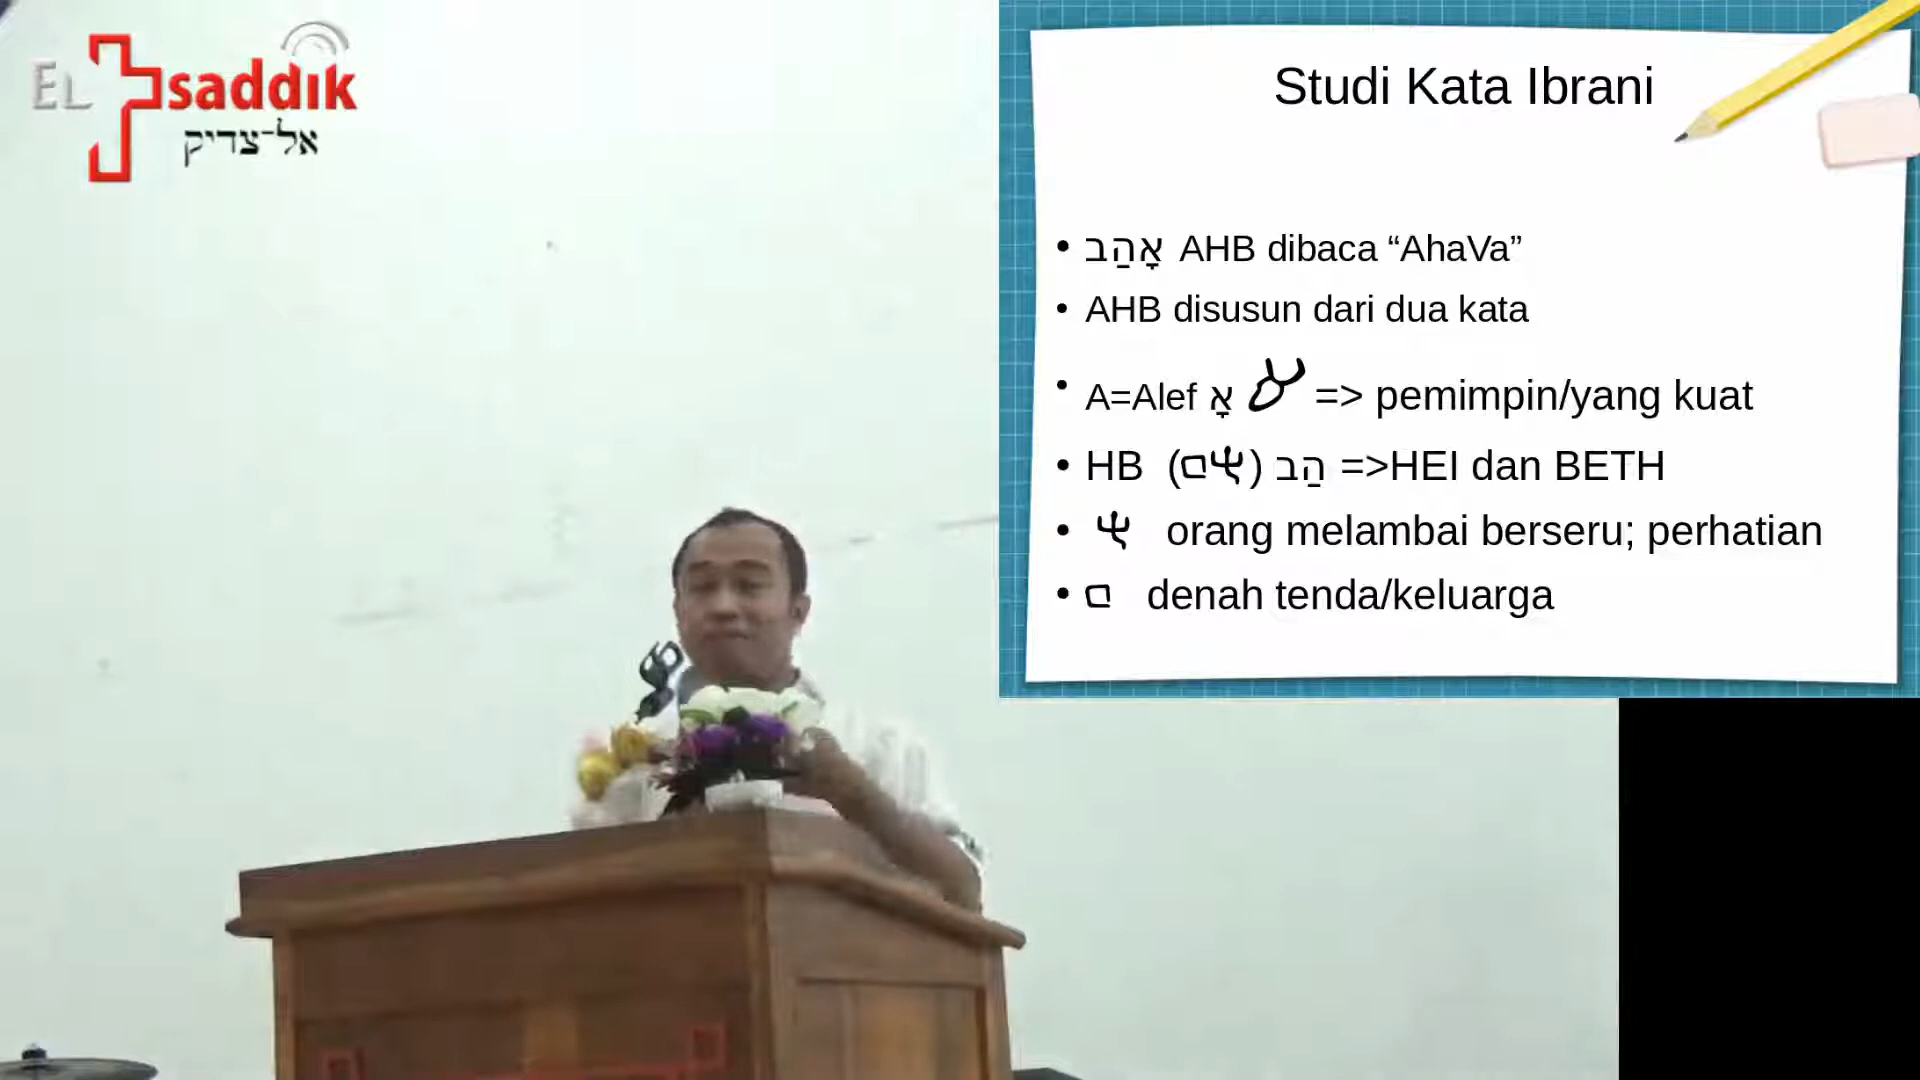 EL saddik
אל־צדיק
Studi Kata Ibrani
• אָהַב AHB dibaca “AhaVa”
• AHB disusun dari dua kata
• A=Alef אָ => pemimpin/yang kuat
• HB ( ) הַב =>HEI dan BETH
• orang melambai berseru; perhatian
• denah tenda/keluarga